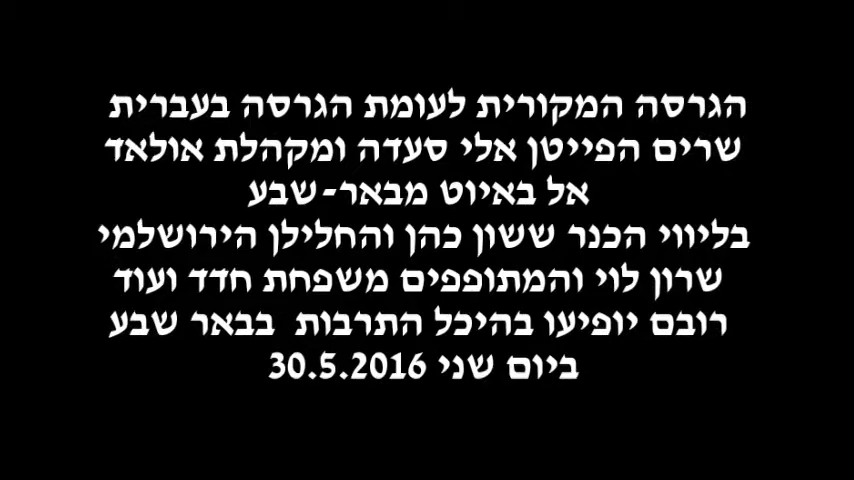 הגרסה המקורית לעומת הגרסה בעברית
שרים הפייטן אלי סעדה ומקהלת אולאד
אל באיוט מבאר-שבע
בליווי הכנר ששון כהן והחלילן הירושלמי
שרון לוי והמתופפים משפחת חדד ועוד
רובם יופיעו בהיכל התרבות בבאר שבע
ביום שני 30.5.2016